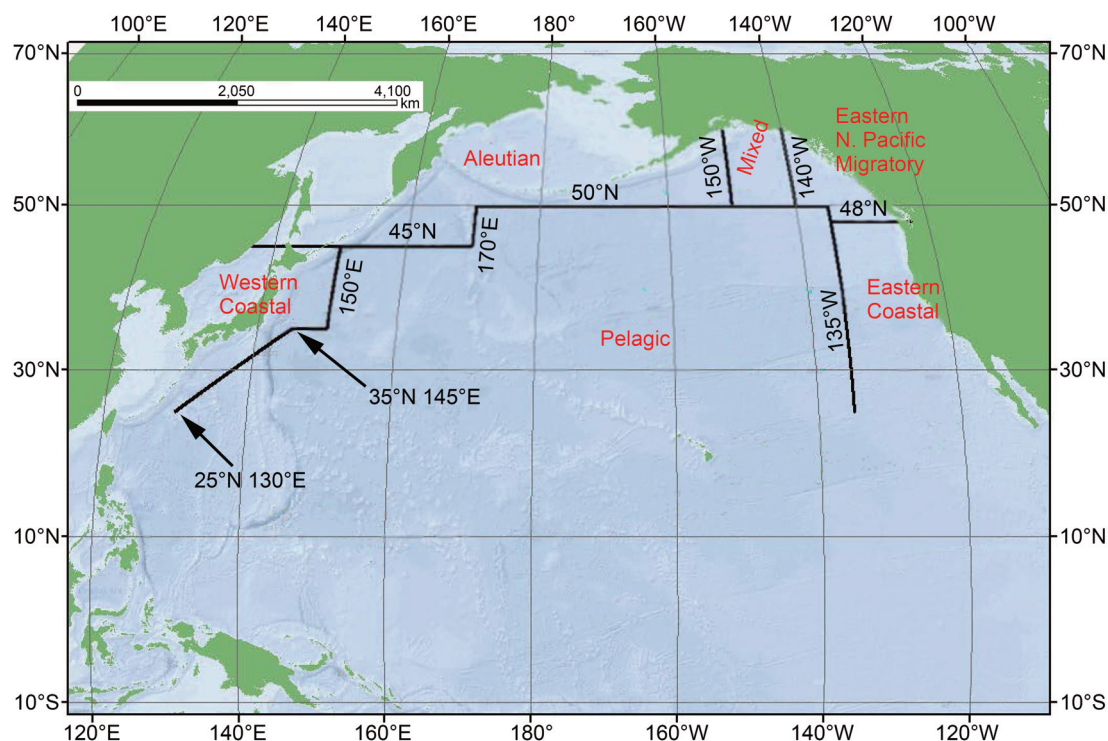 100°E 120°E 140°E 160°E 180° 160°W 140°W 120°W 100°W
70°N 70°N
0 2,050 4,100
km
Eastern
N. Pacific
Migratory
Mixed
Aleutian
150°W
140°W
50°N 50°N 50°N
48°N
45°N
170°E
Western
Coastal
150°E
Eastern
Coastal
135°W
Pelagic
30°N 30°N
35°N 145°E
25°N 130°E
10°N 10°N
10°S 10°S
120°E 140°E 160°E 180° 160°W 140°W 120°W